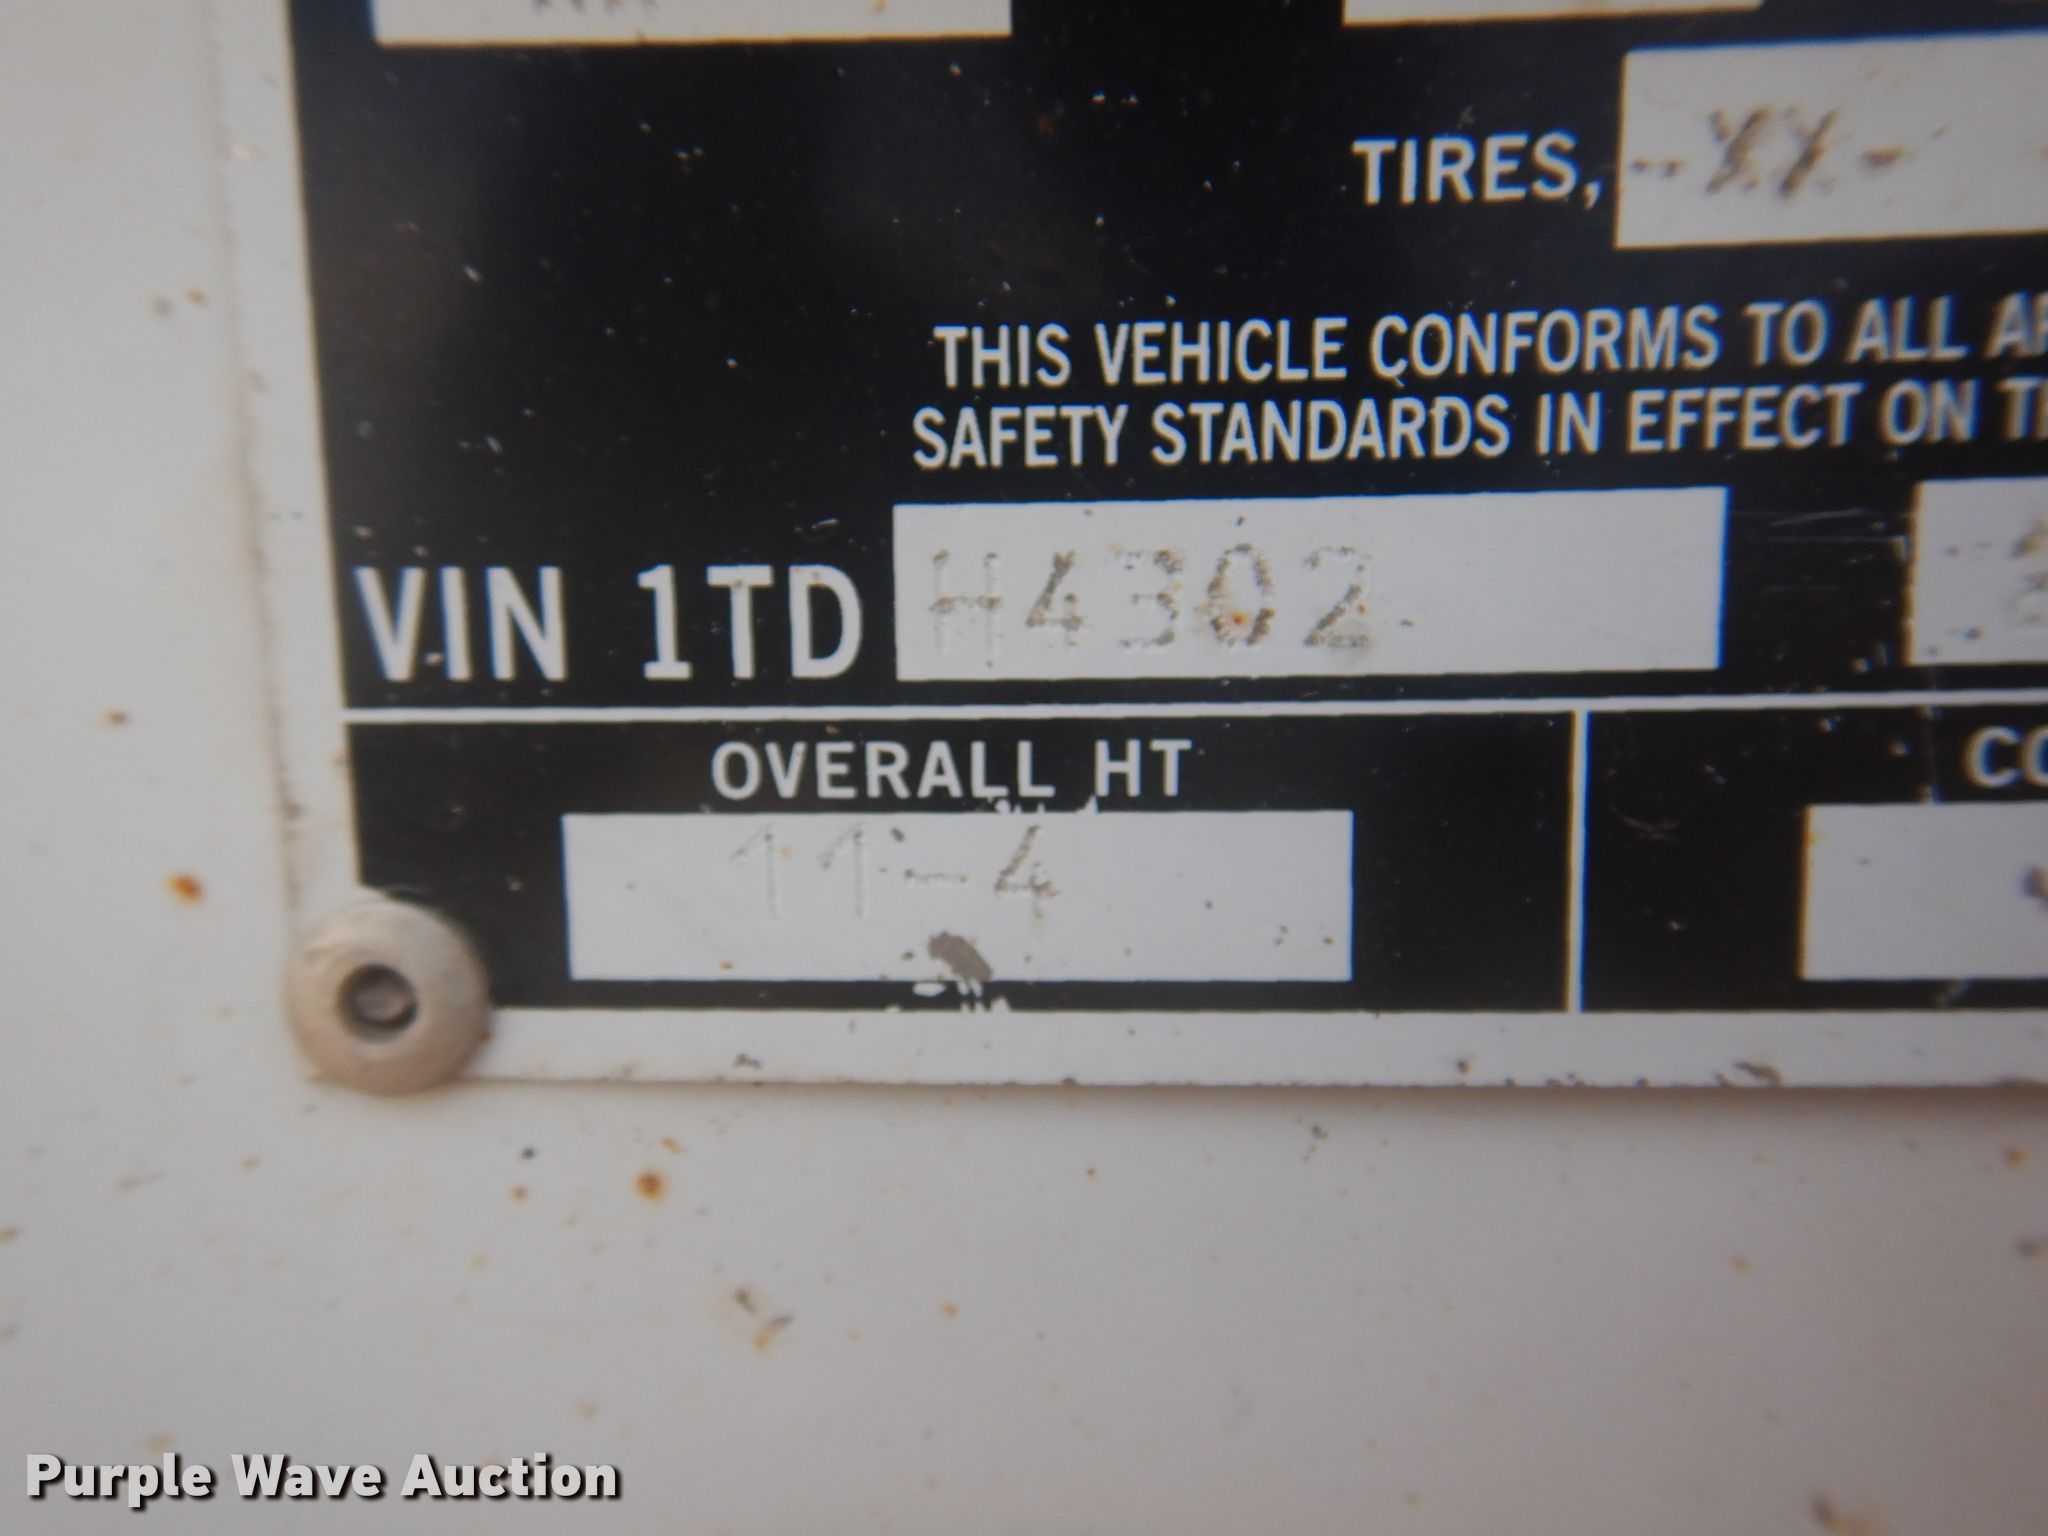 TIRES, --XX-
THIS VEHICLE CONFORMS TO ALL
SAFETY STANDARDS IN EFFECT ON
VIN 1TD H4302
OVERALL HT
11-4
Purple Wave Auction